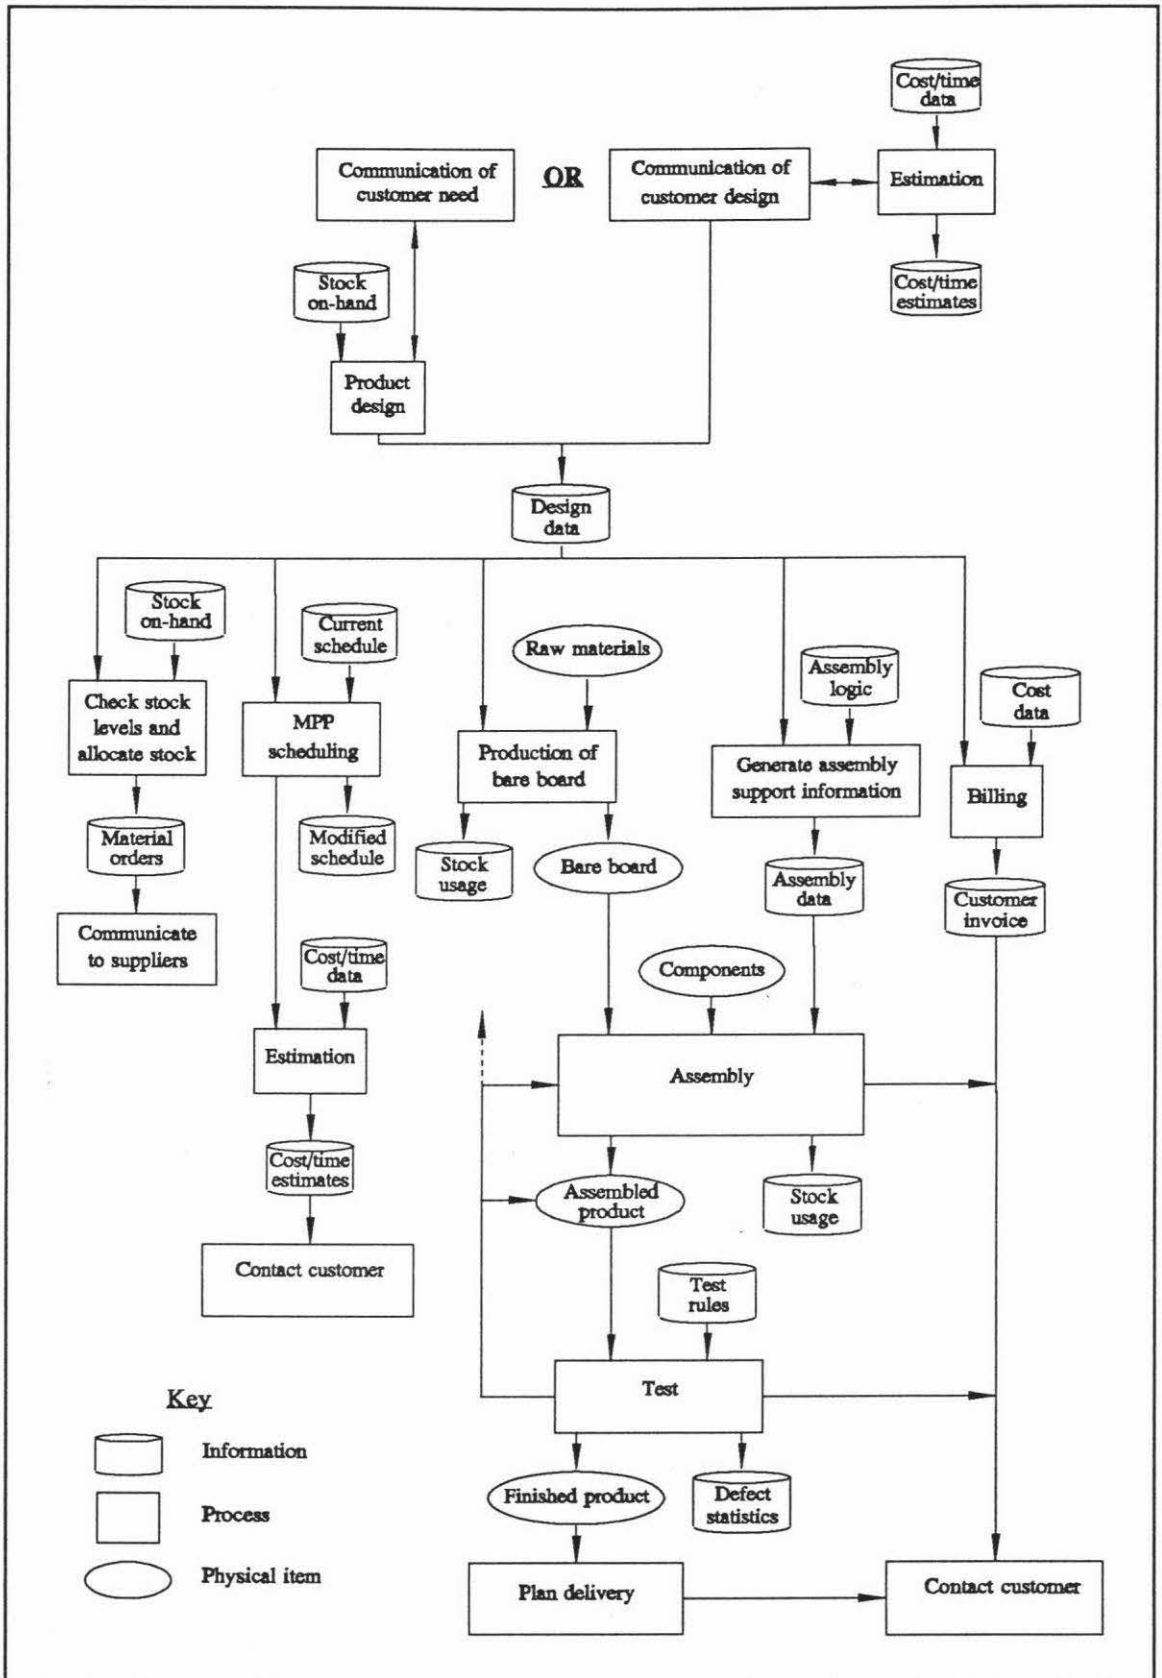 Cost/time
data
Communication of
customer need
OR
Communication of
customer design
Estimation
Stock
on-hand
Cost/time
estimates
Product
design
Design
data
Stock
on-hand
Current
schedule
Raw materials
Assembly
logic
Cost
data
Check stock
levels and
allocate stock
MPP
scheduling
Production of
bare board
Generate assembly
support information
Billing
Material
orders
Modified
schedule
Stock
usage
Bare board
Assembly
data
Customer
invoice
Communicate
to suppliers
Cost/time
data
Components
Estimation
Assembly
Cost/time
estimates
Assembled
product
Stock
usage
Contact customer
Test
rules
Test
Key
Information
Process
Physical item
Finished product
Defect
statistics
Plan delivery
Contact customer